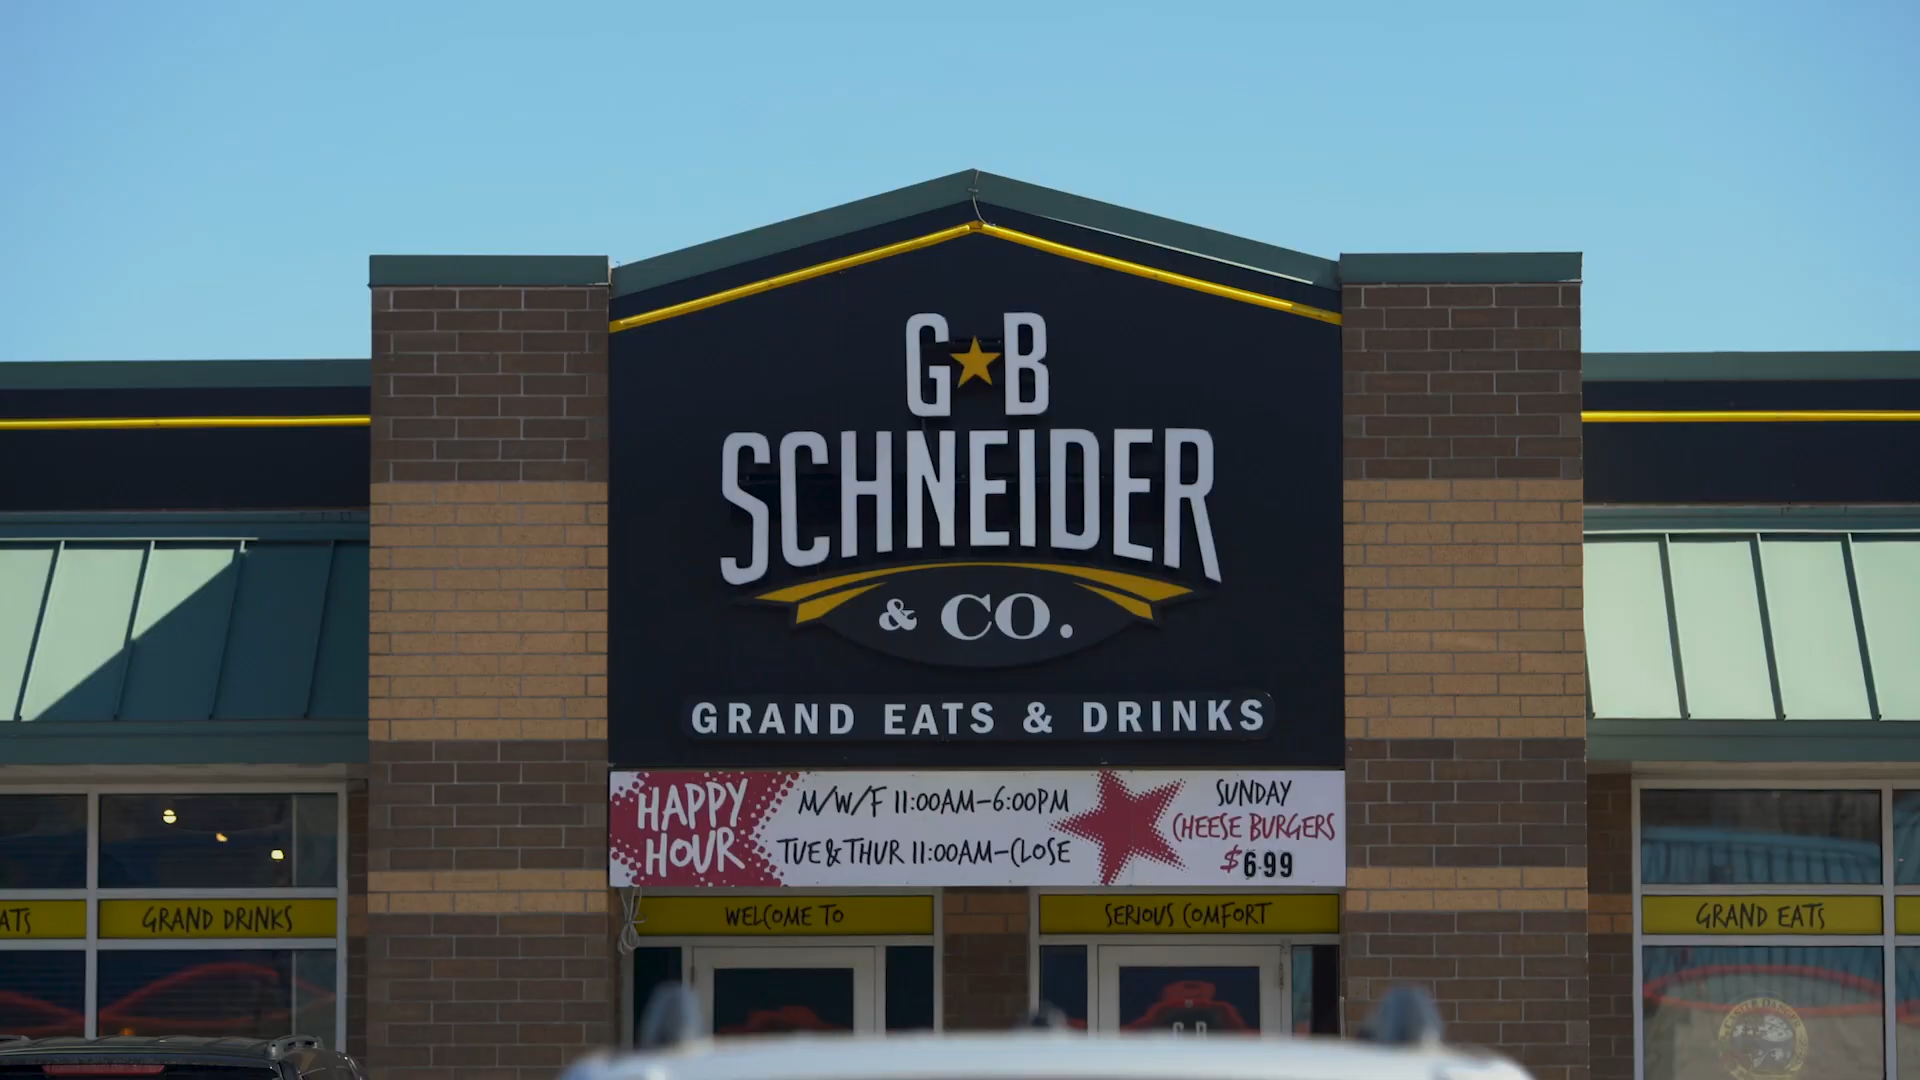 G★B
SCHNEIDER
& CO.
GRAND EATS & DRINKS
HAPPY
HOUR
M/W/F 11:00AM-6:00PM
TUE & THUR 11:00AM-CLOSE
SUNDAY
CHEESE BURGERS
$6.99
ATS
GRAND DRINKS
WELCOME TO
SERIOUS COMFORT
GRAND EATS
G B